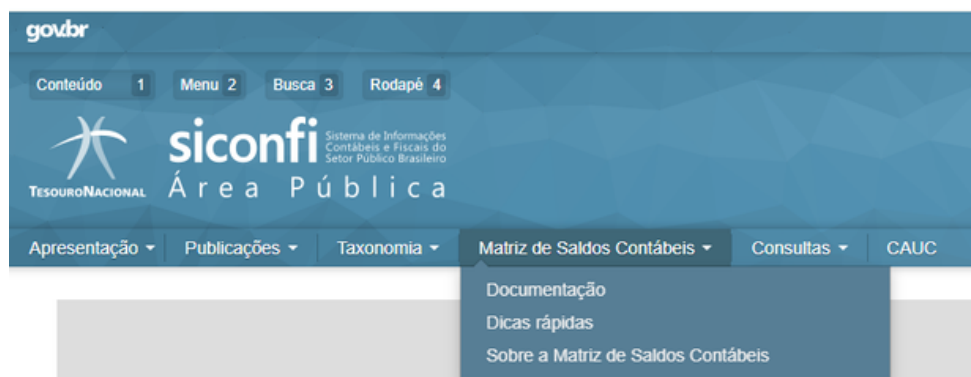 gov.br
Conteúdo 1 Menu 2 Busca 3 Rodapé 4
siconfi
Sistema de Informações
Contábeis e Fiscais do
Setor Público Brasileiro
TESOURONACIONAL
Área Pública
Apresentação Publicações Taxonomia Matriz de Saldos Contábeis Consultas CAUC
Documentação
Dicas rápidas
Sobre a Matriz de Saldos Contábeis